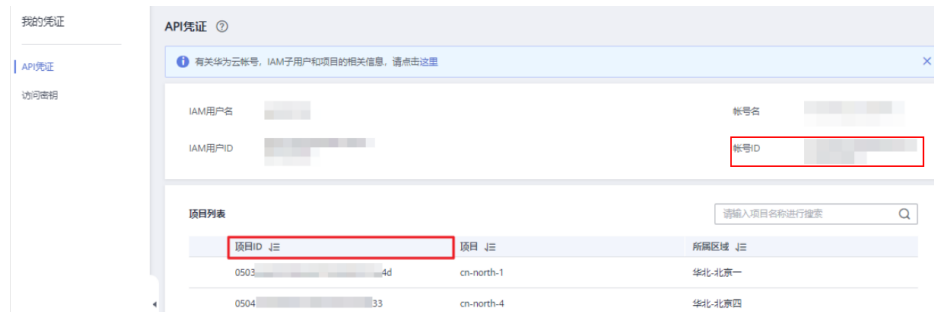 我的凭证
API凭证
访问密钥
API凭证 ?
有关华为云帐号、IAM子用户和项目的相关信息，请点击这里
IAM用户名
帐号名
IAM用户ID
帐号ID
项目列表
请输入项目名称进行搜索
项目ID 项目 所属区域
0503 4d cn-north-1 华北-北京一
0504 33 cn-north-4 华北-北京四